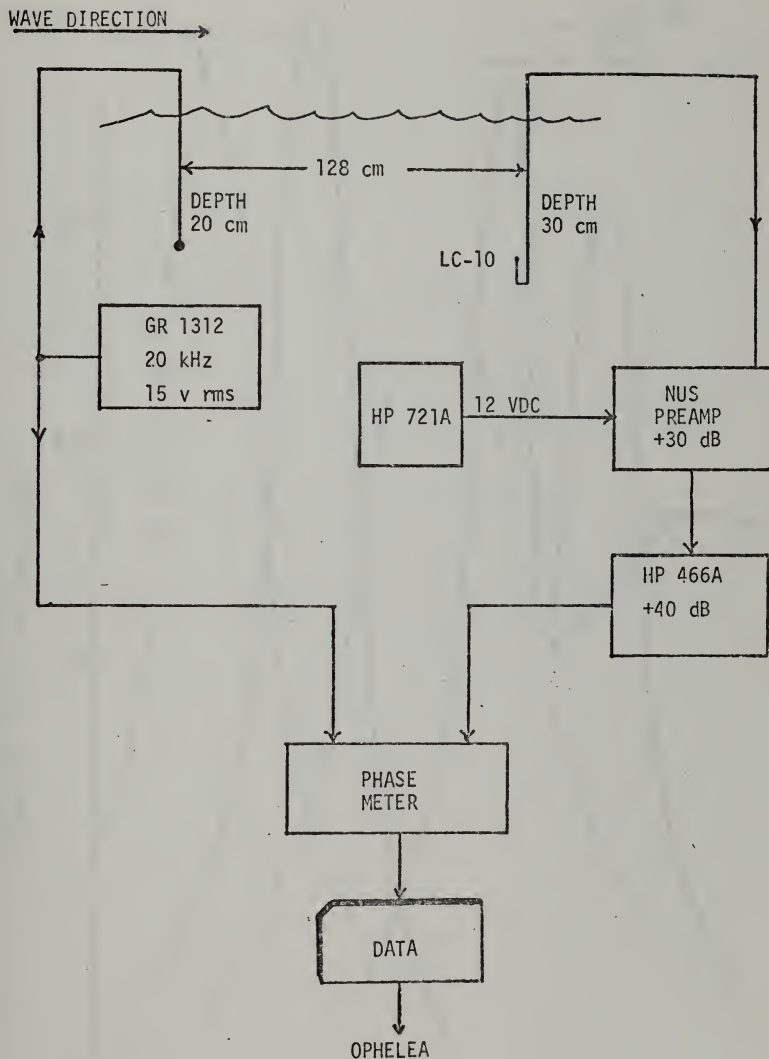 WAVE DIRECTION
128 cm
DEPTH
20 cm
DEPTH
30 cm
LC-10
GR 1312
20 kHz
15 v rms
HP 721A
12 VDC
NUS
PREAMP
+30 dB
HP 466A
+40 dB
PHASE
METER
DATA
OPHELEA